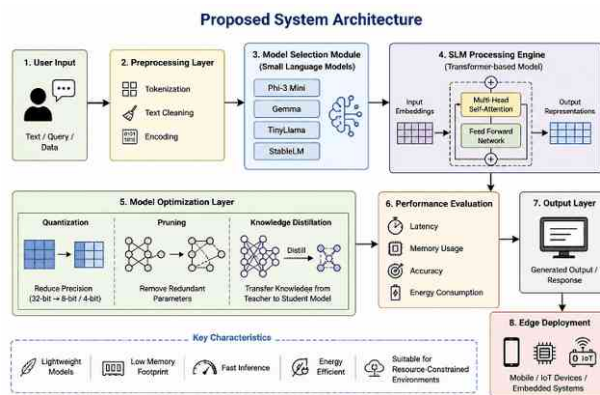 Proposed System Architecture
1. User Input
Text / Query /
Data
2. Preprocessing Layer
Tokenization
Text Cleaning
0101
1010
Encoding
3. Model Selection Module
(Small Language Models)
Phi-3 Mini
Gemma
TinyLlama
StableLM
4. SLM Processing Engine
(Transformer-based Model)
Input
Embeddings
Multi-Head
Self-Attention
Feed Forward
Network
Output
Representations
5. Model Optimization Layer
Quantization
Reduce Precision
(32-bit → 8-bit / 4-bit)
Pruning
Remove Redundant
Parameters
Knowledge Distillation
Distill
Transfer Knowledge from
Teacher to Student Model
6. Performance Evaluation
Latency
Memory Usage
Accuracy
Energy Consumption
7. Output Layer
Generated Output /
Response
8. Edge Deployment
IoT
Mobile / IoT Devices /
Embedded Systems
Key Characteristics
Lightweight
Models
Low Memory
Footprint
Fast Inference
Energy
Efficient
Suitable for
Resource-Constrained
Environments